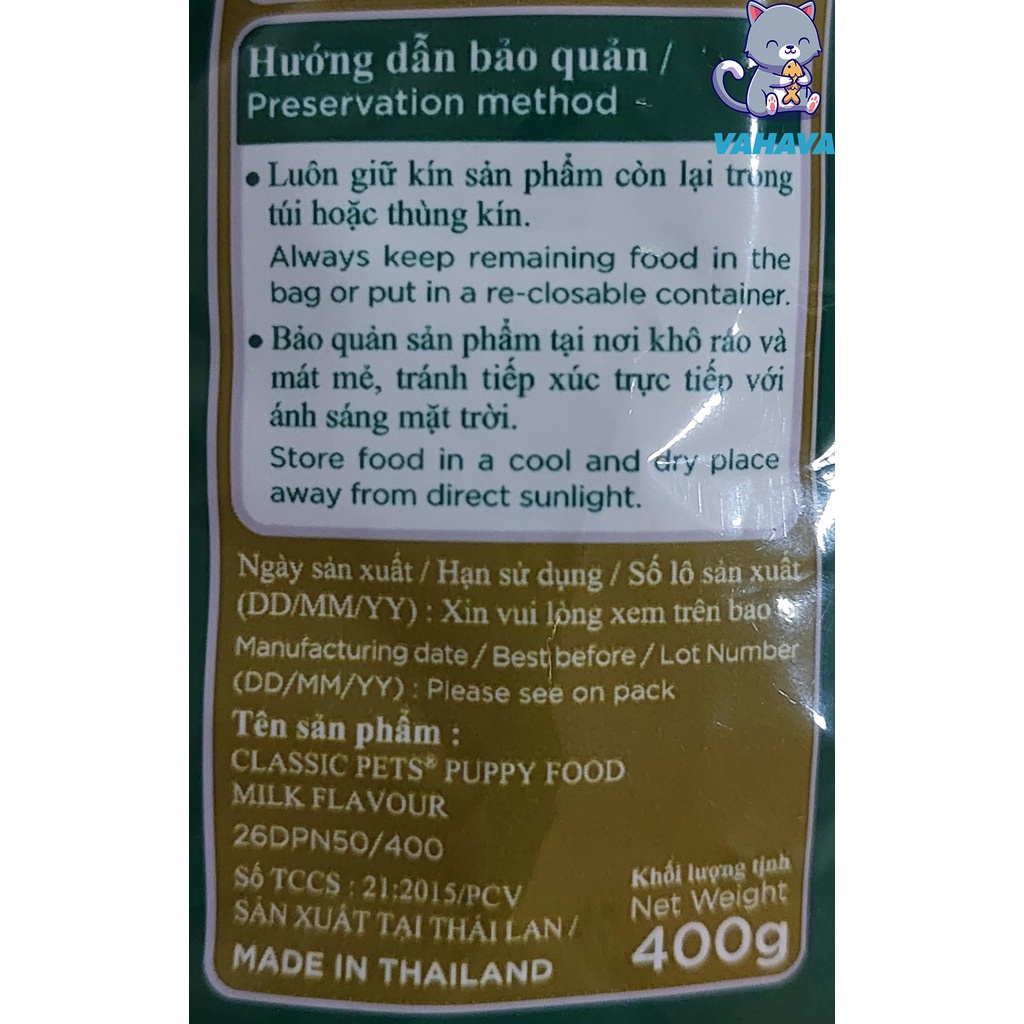 Hướng dẫn bảo quản /
Preservation method
VAHAVA
• Luôn giữ kín sản phẩm còn lại trong
túi hoặc thùng kín.
Always keep remaining food in the
bag or put in a re-closable container.
• Bảo quản sản phẩm tại nơi khô ráo và
mát mẻ, tránh tiếp xúc trực tiếp với
ánh sáng mặt trời.
Store food in a cool and dry place
away from direct sunlight.
Ngày sản xuất / Hạn sử dụng / Số lô sản xuất
(DD/MM/YY) : Xin vui lòng xem trên bao
Manufacturing date / Best before / Lot Number
(DD/MM/YY) : Please see on pack
Tên sản phẩm :
CLASSIC PETS® PUPPY FOOD
MILK FLAVOUR
26DPN50/400
Số TCCS : 21:2015/PCV
SẢN XUẤT TẠI THÁI LAN /
MADE IN THAILAND
Khối lượng tịnh
Net Weight
400g